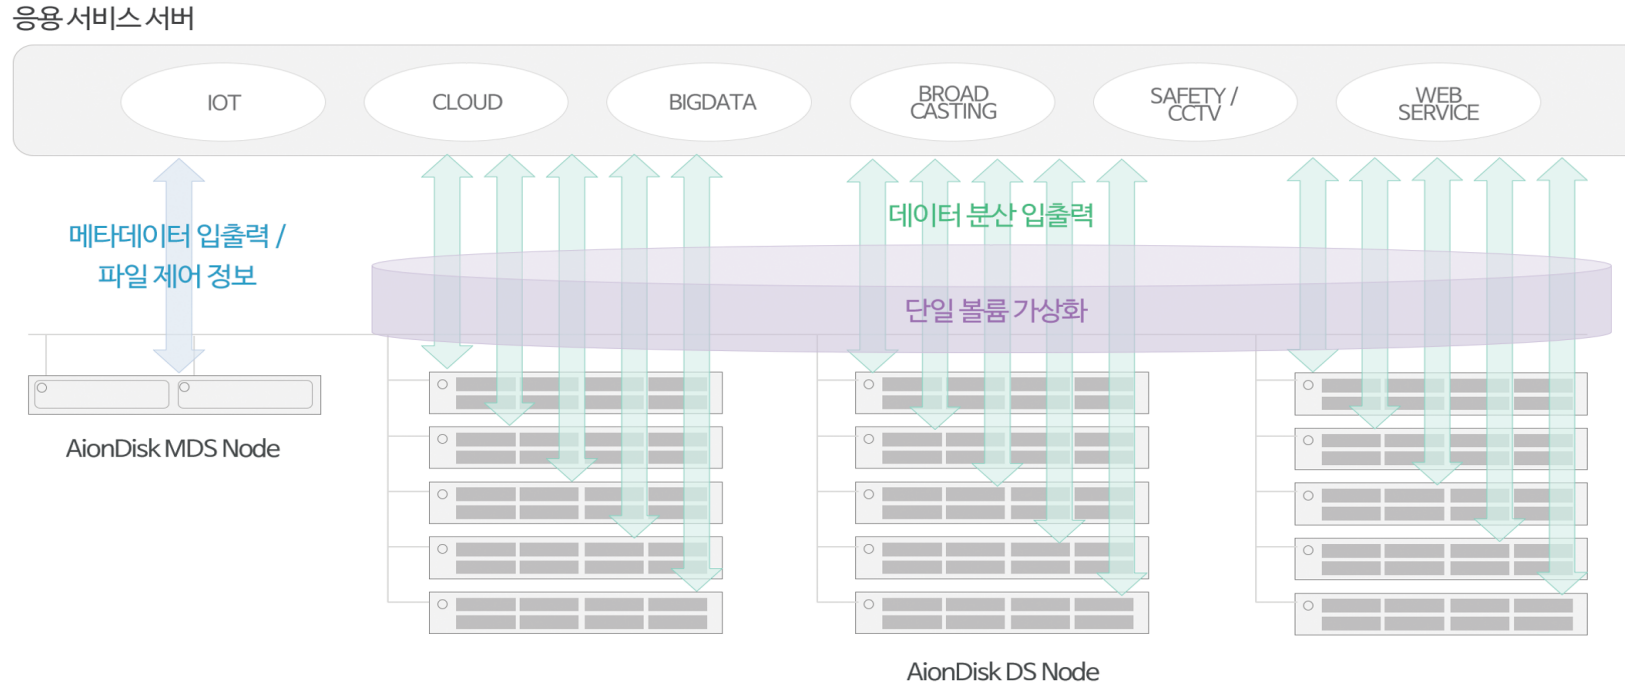 응용 서비스 서버
IOT
CLOUD
BIGDATA
BROAD
CASTING
SAFETY /
CCTV
WEB
SERVICE
데이터 분산 입출력
메타데이터 입출력 /
파일 제어 정보
단일 볼륨 가상화
AionDisk MDS Node
AionDisk DS Node